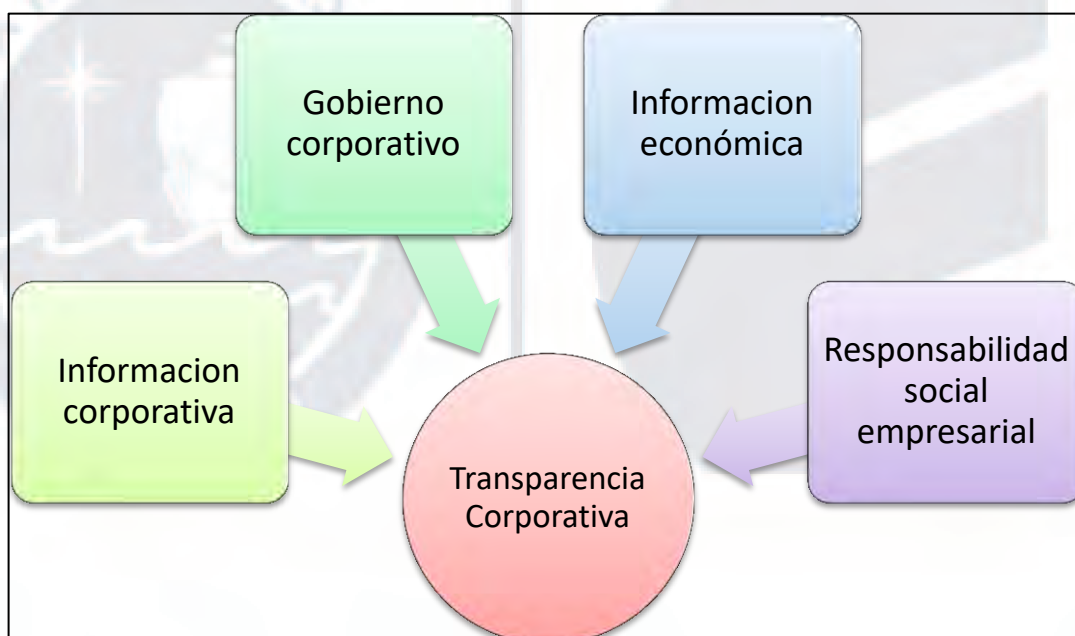 Gobierno
corporativo
Informacion
económica
Informacion
corporativa
Responsabilidad
social
empresarial
Transparencia
Corporativa